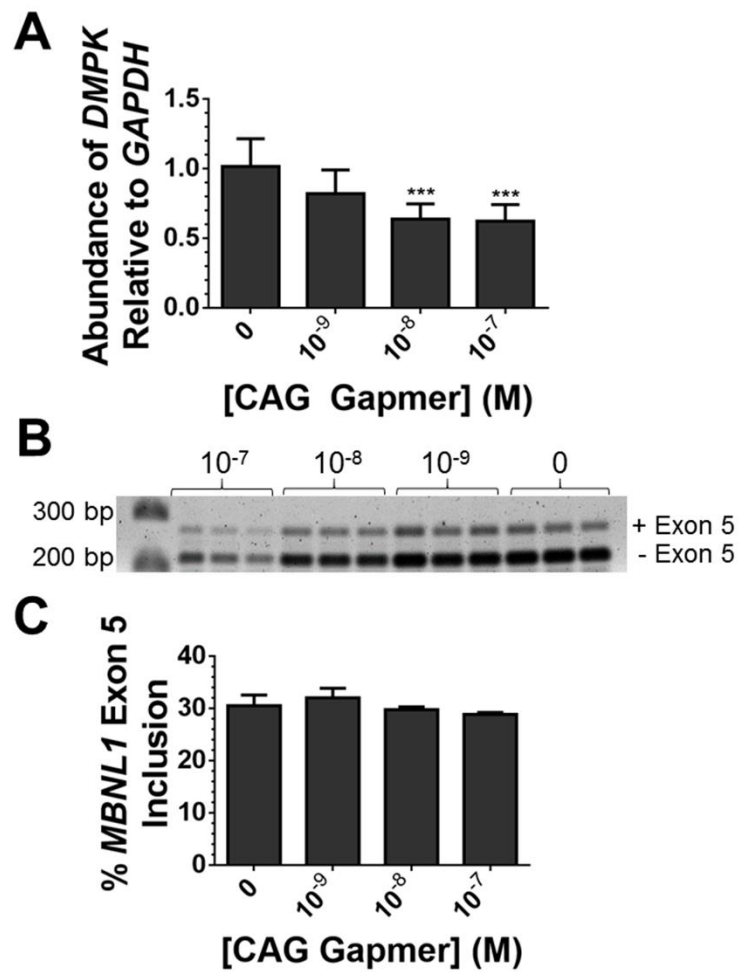 A
Abundance of DMPK
Relative to GAPDH
1.5
1.0
0.5
0.0
***
***
0
10⁻⁹
10⁻⁸
10⁻⁷
[CAG Gapmer] (M)
B
10⁻⁷
10⁻⁸
10⁻⁹
0
300 bp
200 bp
+ Exon 5
- Exon 5
C
% MBNL1 Exon 5
Inclusion
40
30
20
10
0
0
10⁻⁹
10⁻⁸
10⁻⁷
[CAG Gapmer] (M)